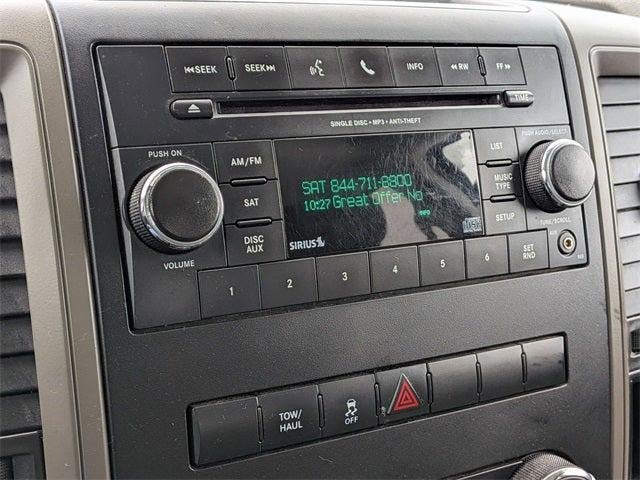 SEEK
SEEK
INFO
RW
FF
TIME
SINGLE DISC • MP3 • ANTI-THEFT
PUSH ON
PUSH AUDIO/SELECT
AM/FM
LIST
SAT 844-711-8800
10:27 Great Offer No
SAT
MUSIC
TYPE
SETUP
DISC
AUX
SIRIUS
TUNE/SCROLL
AUX
VOLUME
1
2
3
4
5
6
SET
RND
TOW/
HAUL
OFF